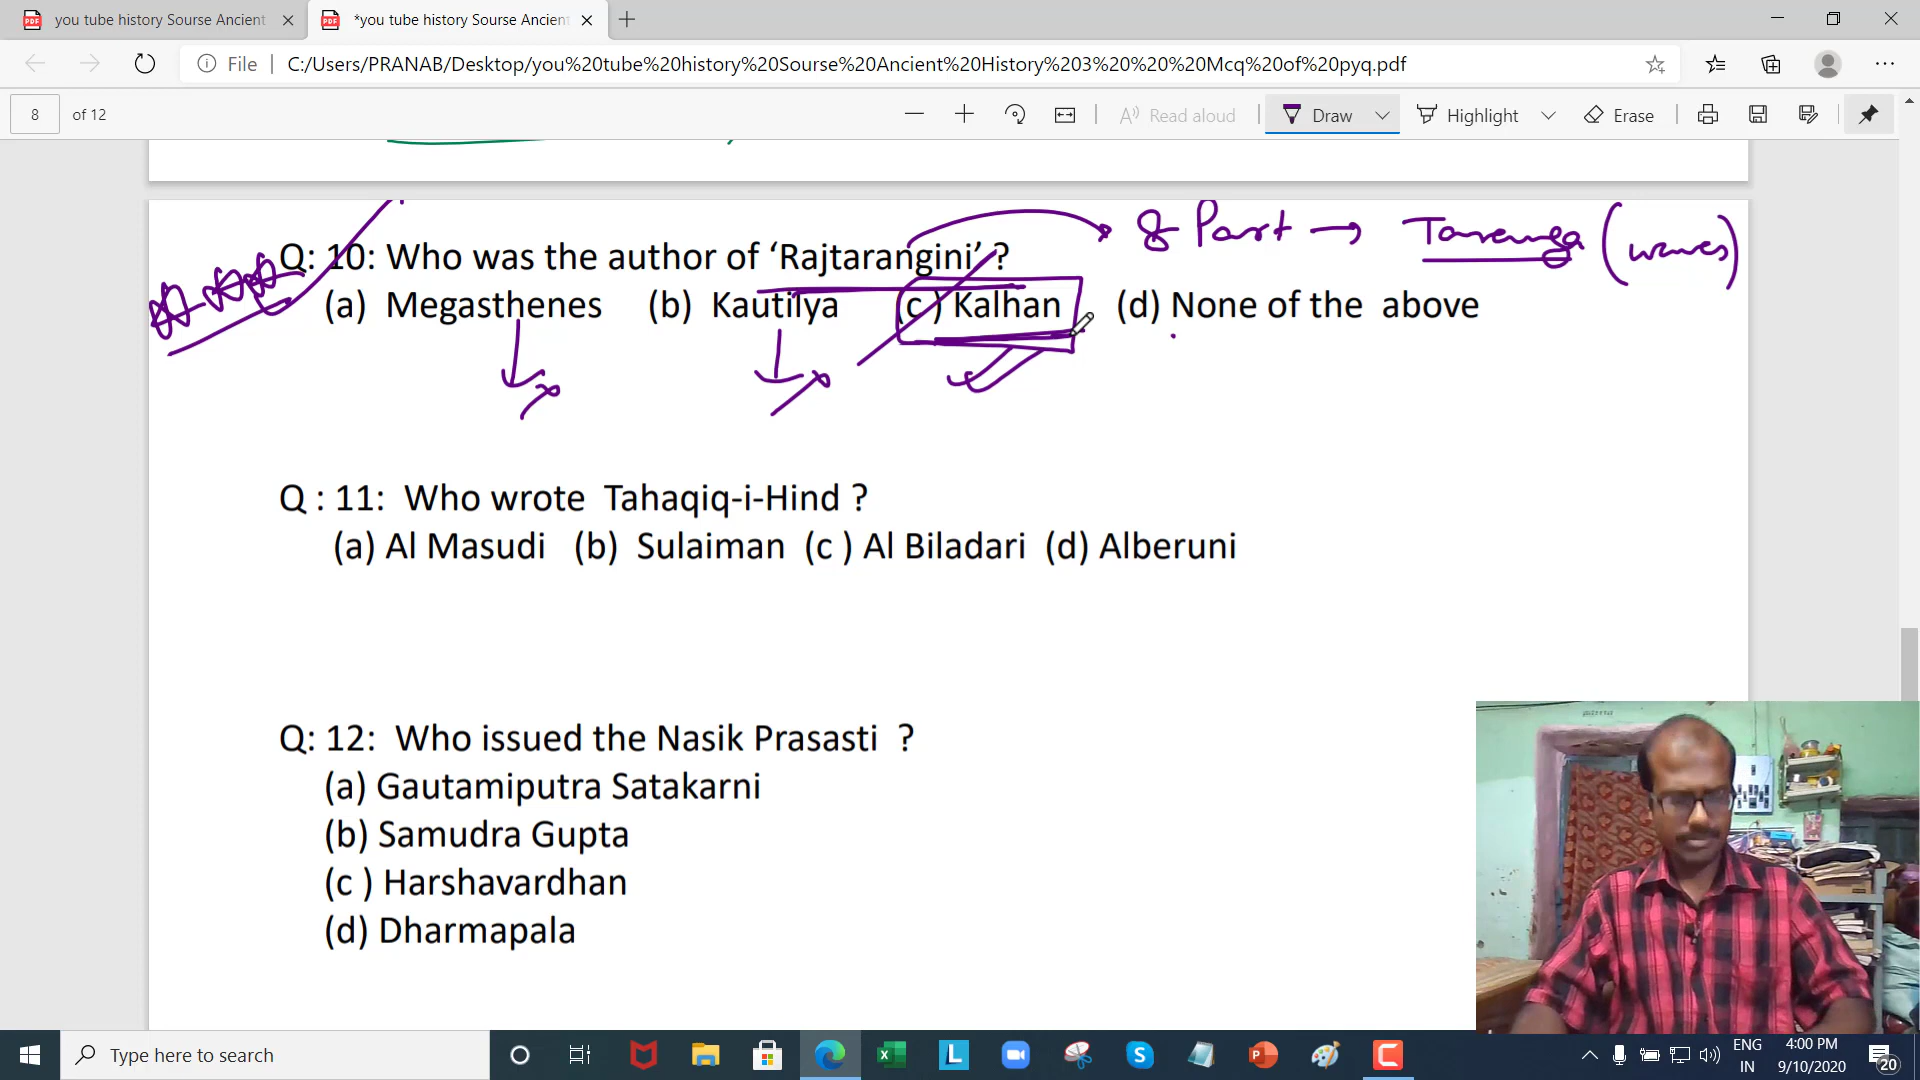 you tube history Sourse Ancient
*you tube history Sourse Ancien
File
C:/Users/PRANAB/Desktop/you%20tube%20history%20Sourse%20Ancient%20History%203%20%20%20Mcq%20of%20pyq.pdf
8 of 12
Read aloud
Draw
Highlight
Erase
8 Part → Taranga (waves)
Q: 10: Who was the author of ‘Rajtarangini’ ?
(a) Megasthenes (b) Kautilya (c ) Kalhan (d) None of the above
Q : 11: Who wrote Tahaqiq-i-Hind ?
(a) Al Masudi (b) Sulaiman (c ) Al Biladari (d) Alberuni
Q: 12: Who issued the Nasik Prasasti ?
(a) Gautamiputra Satakarni
(b) Samudra Gupta
(c ) Harshavardhan
(d) Dharmapala
Type here to search
ENG
IN
4:00 PM
9/10/2020
20